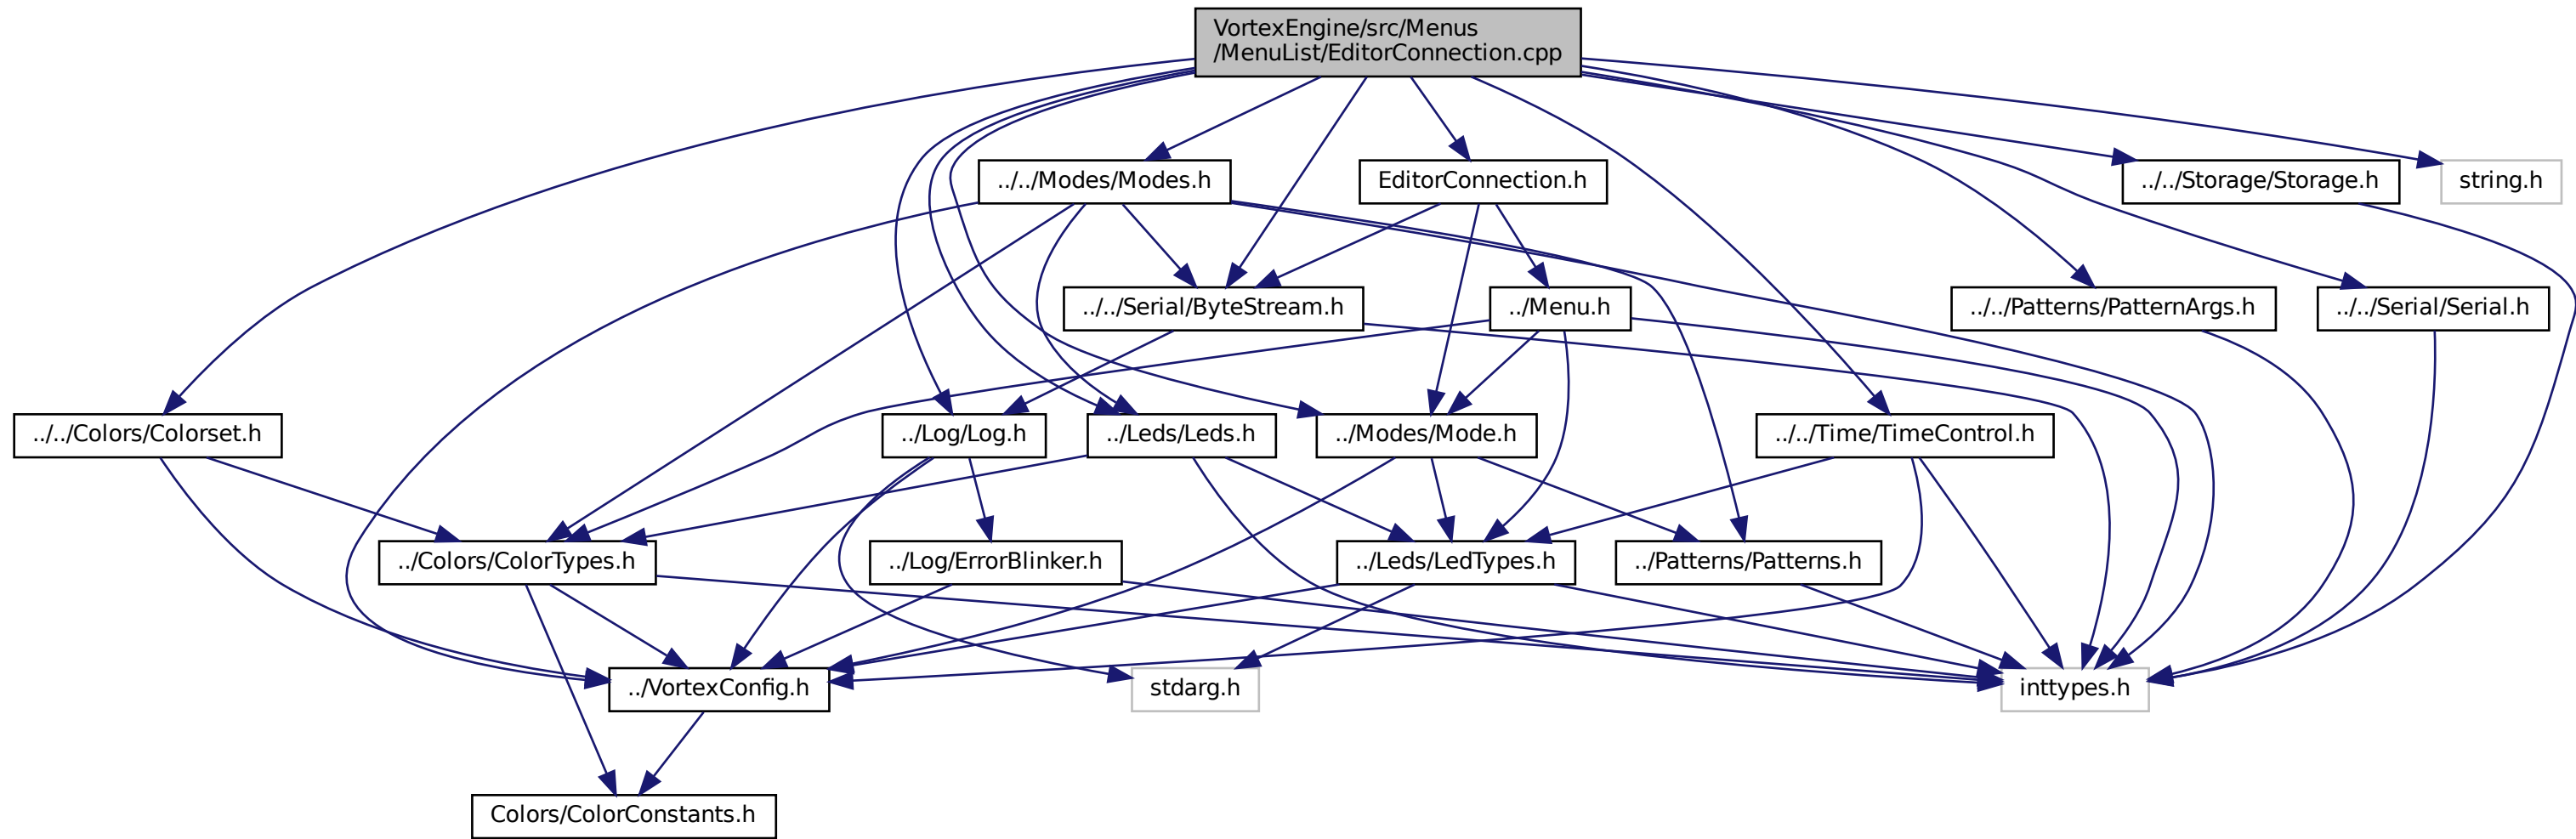 VortexEngine/src/Menus
/MenuList/EditorConnection.cpp
../../Modes/Modes.h
EditorConnection.h
../../Storage/Storage.h
string.h
../../Serial/ByteStream.h
../Menu.h
../../Patterns/PatternArgs.h
../../Serial/Serial.h
../../Colors/Colorset.h
../Log/Log.h
../Leds/Leds.h
../Modes/Mode.h
../../Time/TimeControl.h
../Colors/ColorTypes.h
../Log/ErrorBlinker.h
../Leds/LedTypes.h
../Patterns/Patterns.h
../VortexConfig.h
stdarg.h
inttypes.h
Colors/ColorConstants.h